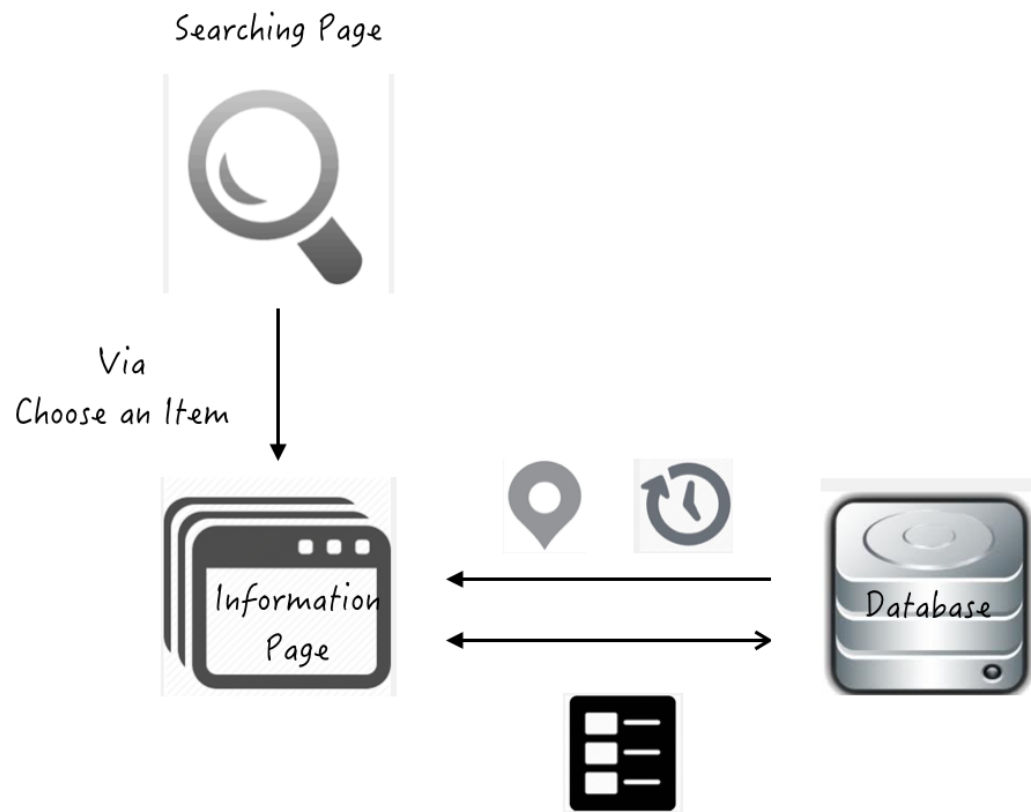 Searching Page
Via
Choose an Item
Information
Page
Database